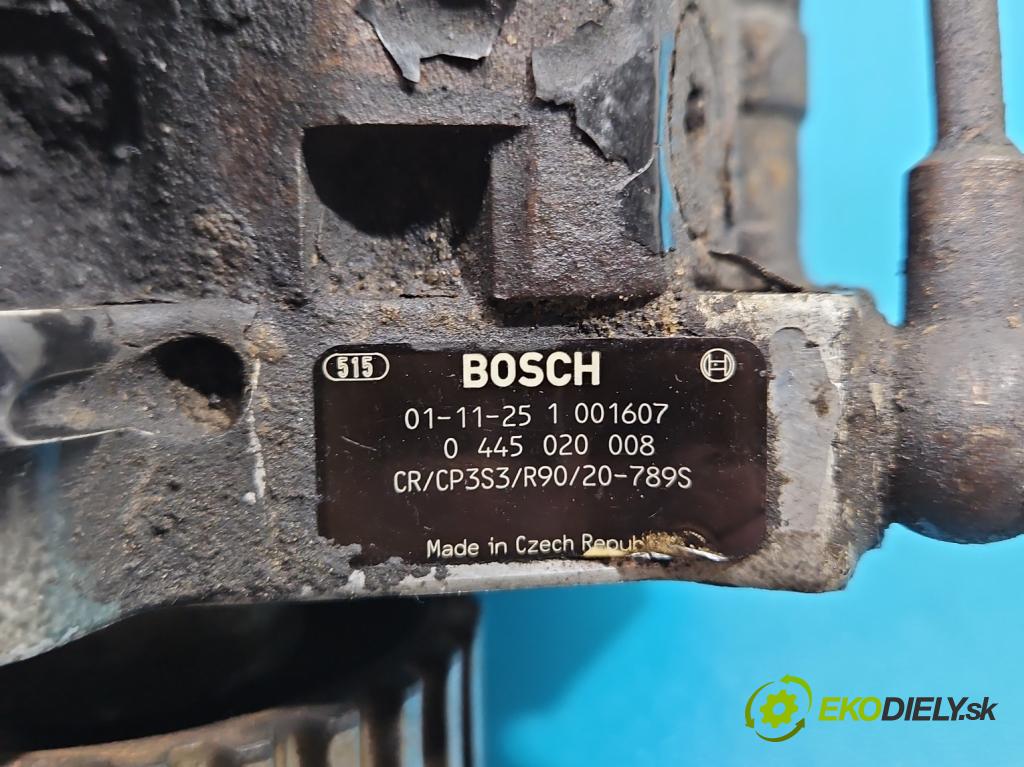 515 BOSCH
01-11-25 1 001607
0 445 020 008
CR/CP3S3/R90/20-789S
Made in Czech
EKODIELY.sk